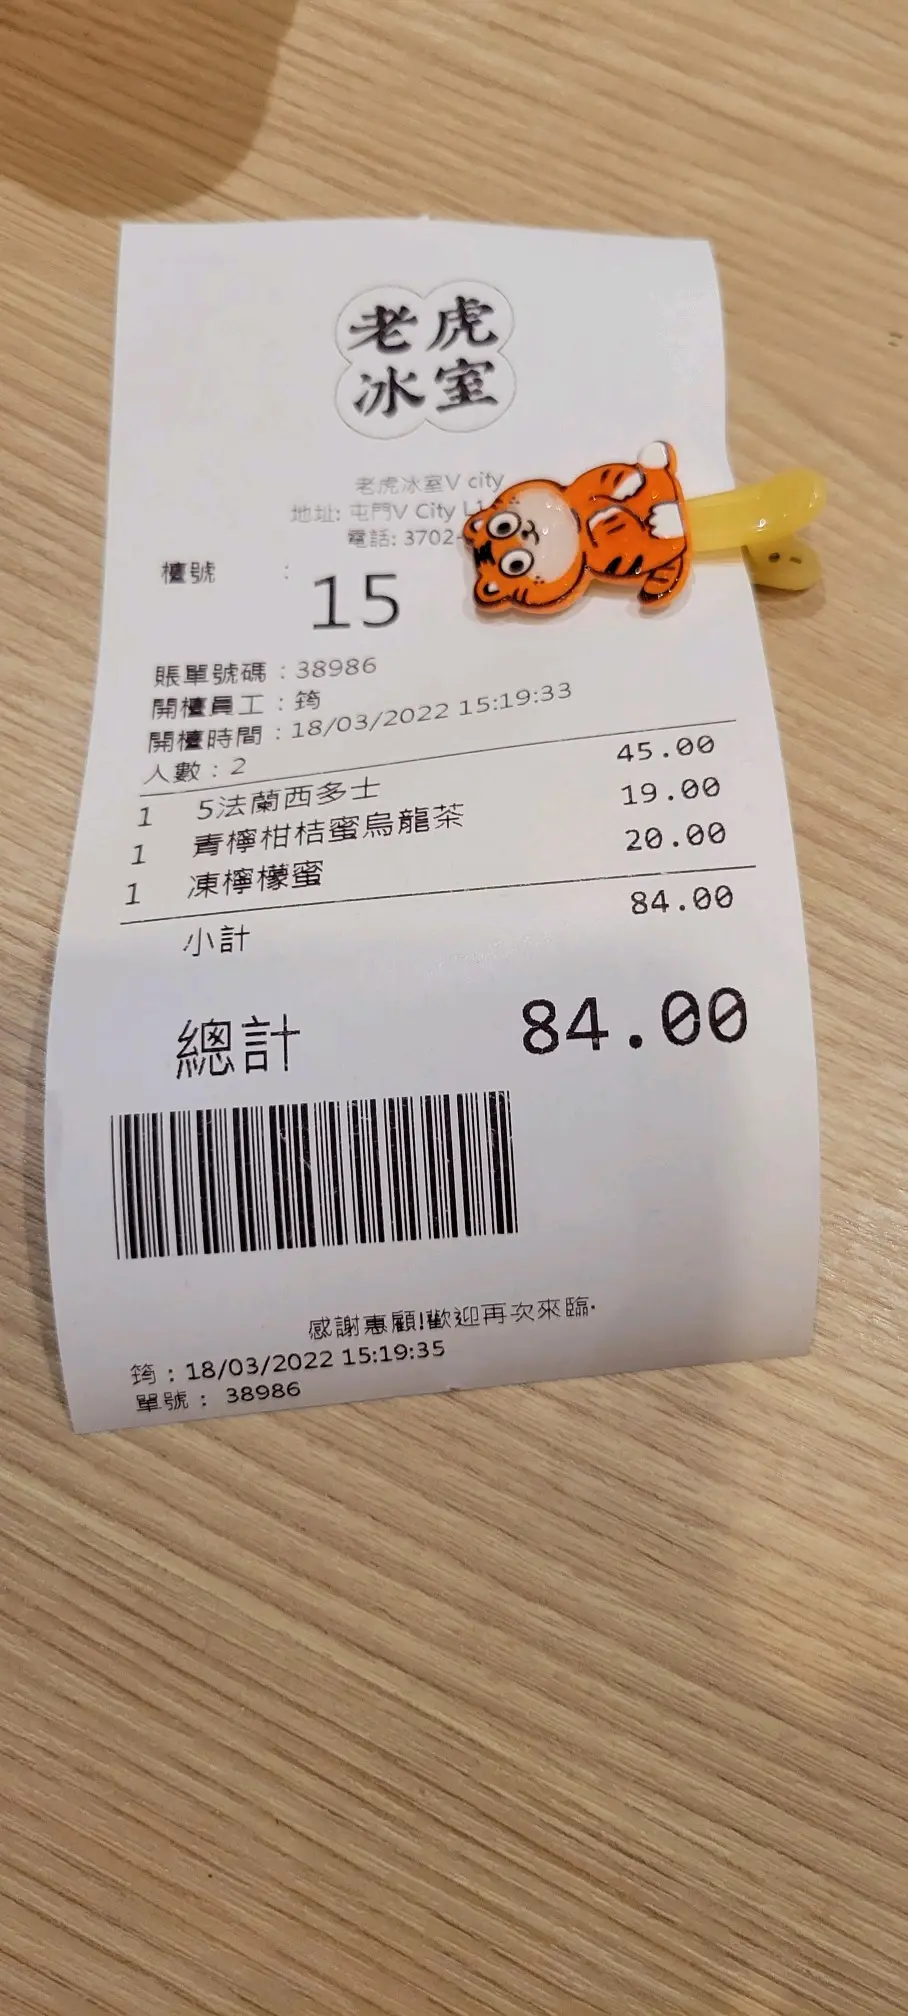 老虎
冰室
老虎冰室V city
地址: 屯門V City L1
電話: 3702-
檯號 :
15
賬單號碼 : 38986
開檯員工 : 筠
開檯時間 : 18/03/2022 15:19:33
人數 : 2
1 5法蘭西多士 45.00
1 青檸柑桔蜜烏龍茶 19.00
1 凍檸檬蜜 20.00
小計 84.00
總計 84.00
感謝惠顧!歡迎再次來臨.
筠 : 18/03/2022 15:19:35
單號 : 38986